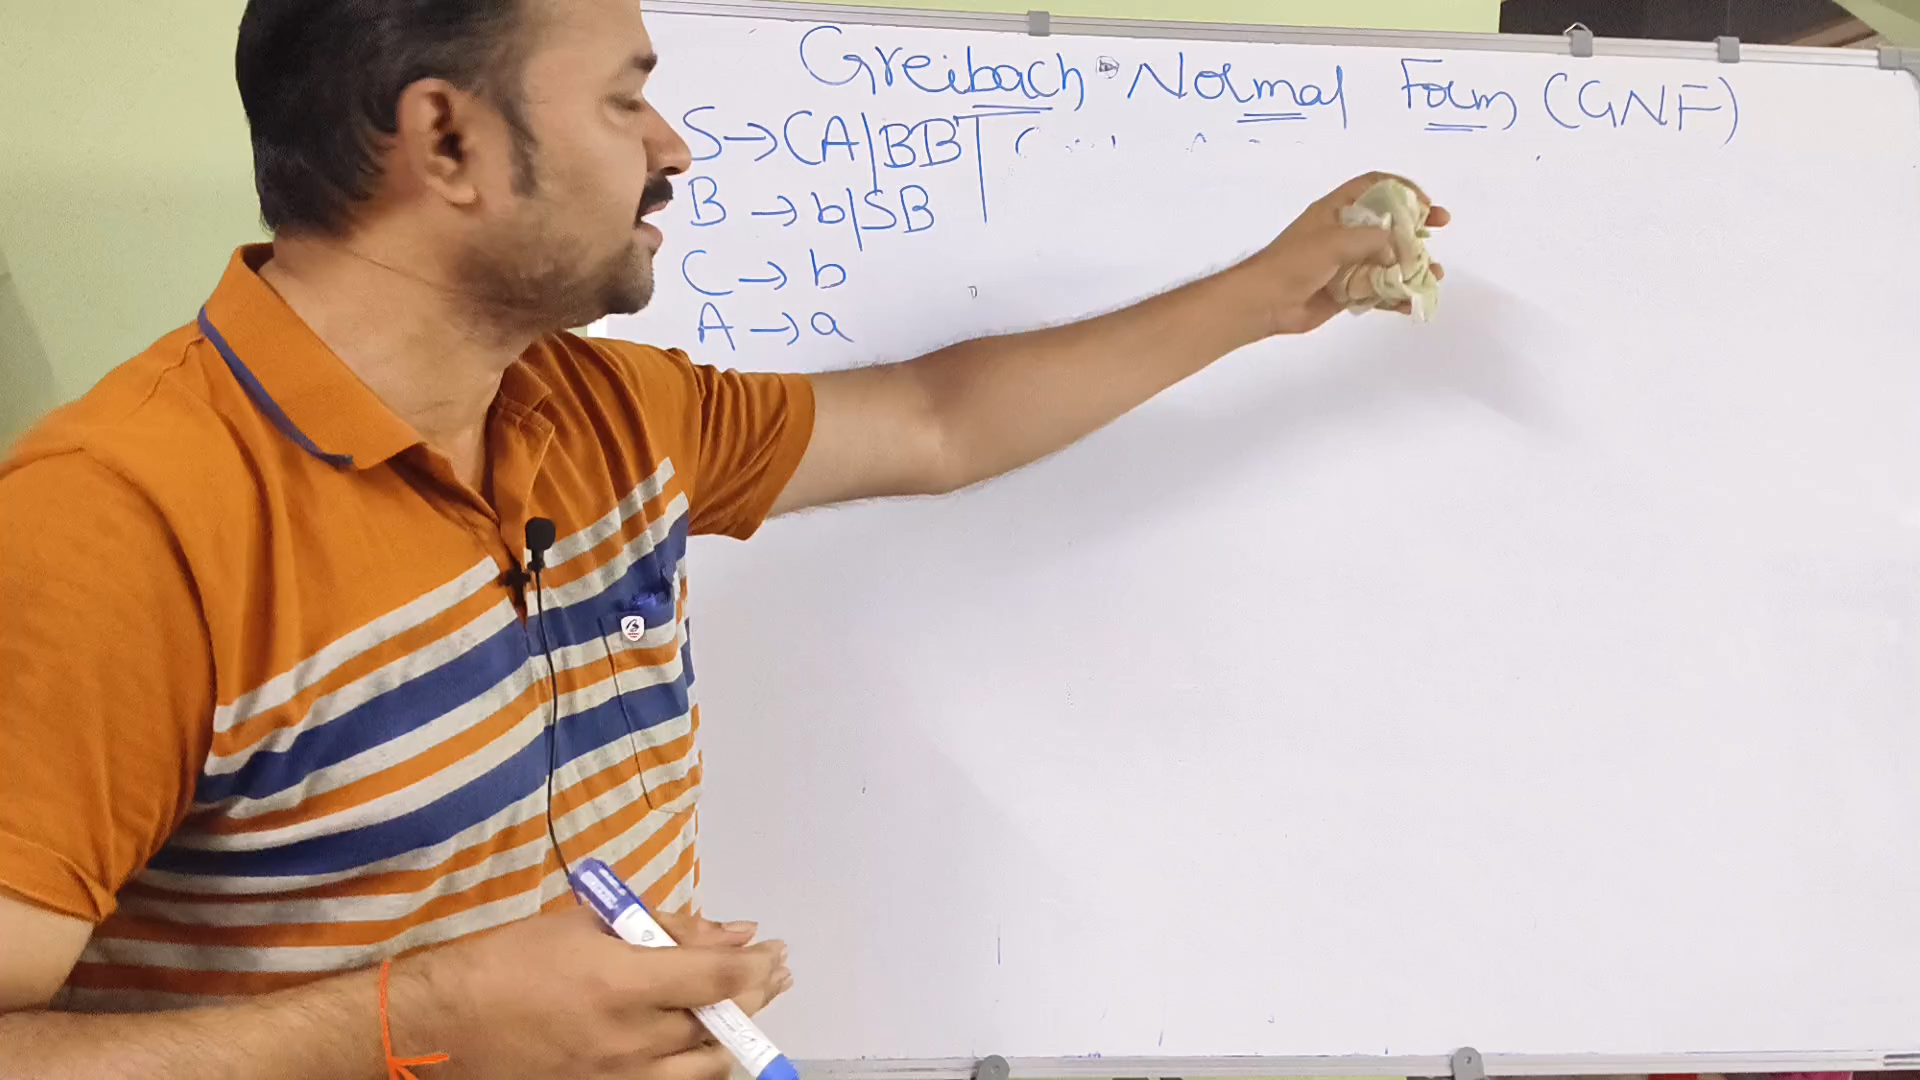 Greibach Normal Form (GNF)
S→CA|BB
B→b|SB
C→b
A→a